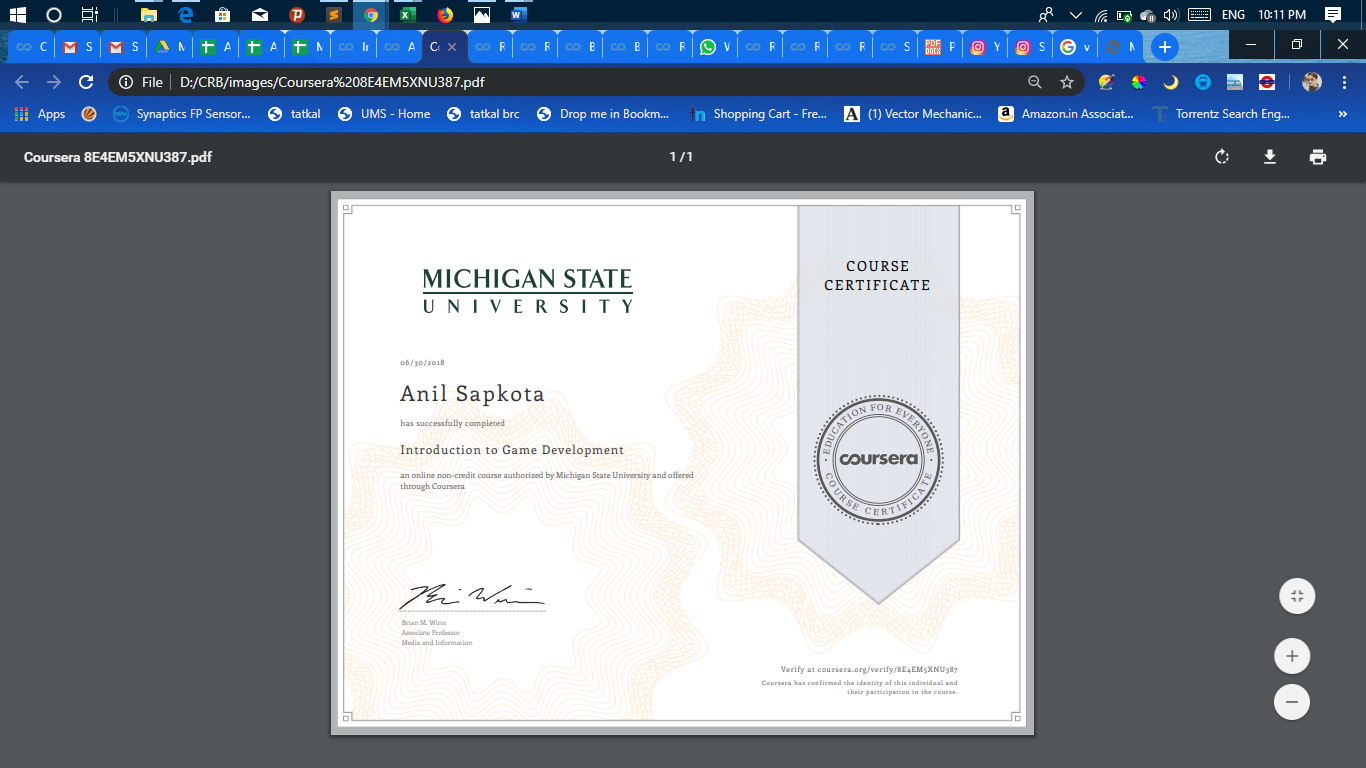 ENG 10:11 PM
C S S M A A M Ir A Co R R B B R W R R R S P Y S v M
File D:/CRB/images/Coursera%208E4EM5XNU387.pdf
Apps Synaptics FP Sensor... tatkal UMS - Home tatkal brc Drop me in Bookm... Shopping Cart - Fre... (1) Vector Mechanic... Amazon.in Associat... Torrentz Search Eng... »
Coursera 8E4EM5XNU387.pdf 1 / 1
MICHIGAN STATE
UNIVERSITY
06/30/2018
Anil Sapkota
has successfully completed
Introduction to Game Development
an online non-credit course authorized by Michigan State University and offered
through Coursera
Brian M. Winn
Associate Professor
Media and Information
COURSE
CERTIFICATE
EDUCATION FOR EVERYONE
coursera
COURSE CERTIFICATE
Verify at coursera.org/verify/8E4EM5XNU387
Coursera has confirmed the identity of this individual and
their participation in the course.